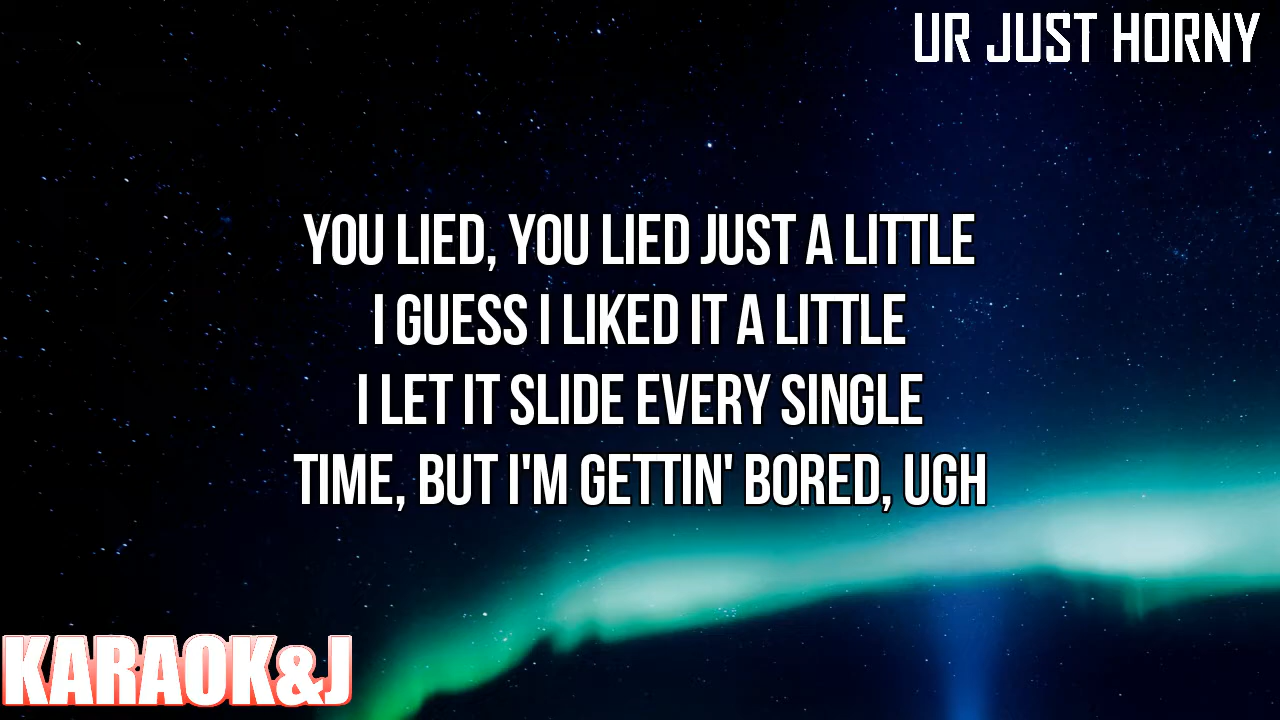 UR JUST HORNY
YOU LIED, YOU LIED JUST A LITTLE
I GUESS I LIKED IT A LITTLE
I LET IT SLIDE EVERY SINGLE
TIME, BUT I'M GETTIN' BORED, UGH
KARAOK&J